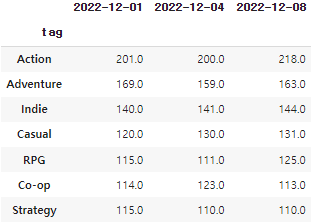 2022-12-01 2022-12-04 2022-12-08
tag
Action 201.0 200.0 218.0
Adventure 169.0 159.0 163.0
Indie 140.0 141.0 144.0
Casual 120.0 130.0 131.0
RPG 115.0 111.0 125.0
Co-op 114.0 123.0 113.0
Strategy 115.0 110.0 110.0